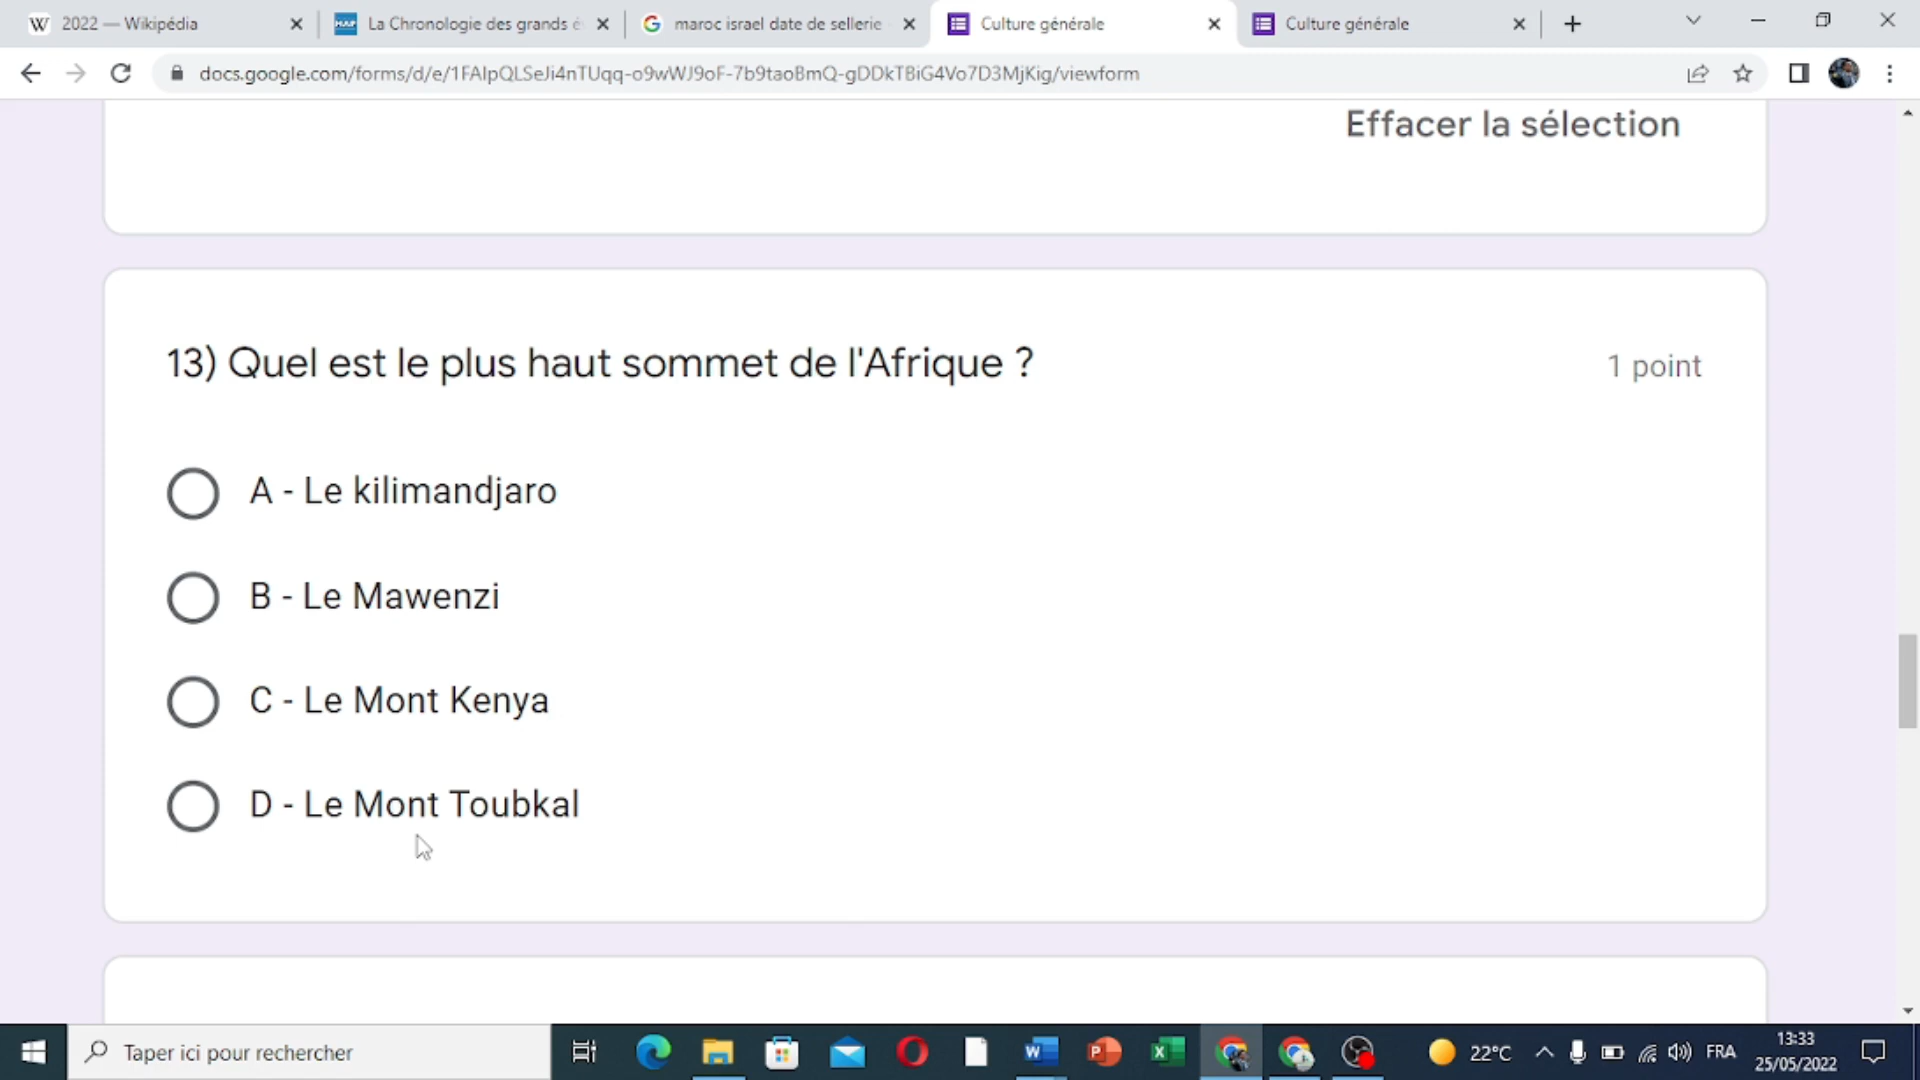 2022 — Wikipédia
La Chronologie des grands é
maroc israel date de sellerie
Culture générale
Culture générale
docs.google.com/forms/d/e/1FAIpQLSeJi4nTUqq-o9wWJ9oF-7b9taoBmQ-gDDkTBiG4Vo7D3MjKig/viewform
Effacer la sélection
13) Quel est le plus haut sommet de l'Afrique ?
1 point
A - Le kilimandjaro
B - Le Mawenzi
C - Le Mont Kenya
D - Le Mont Toubkal
Taper ici pour rechercher
22°C
FRA
13:33
25/05/2022